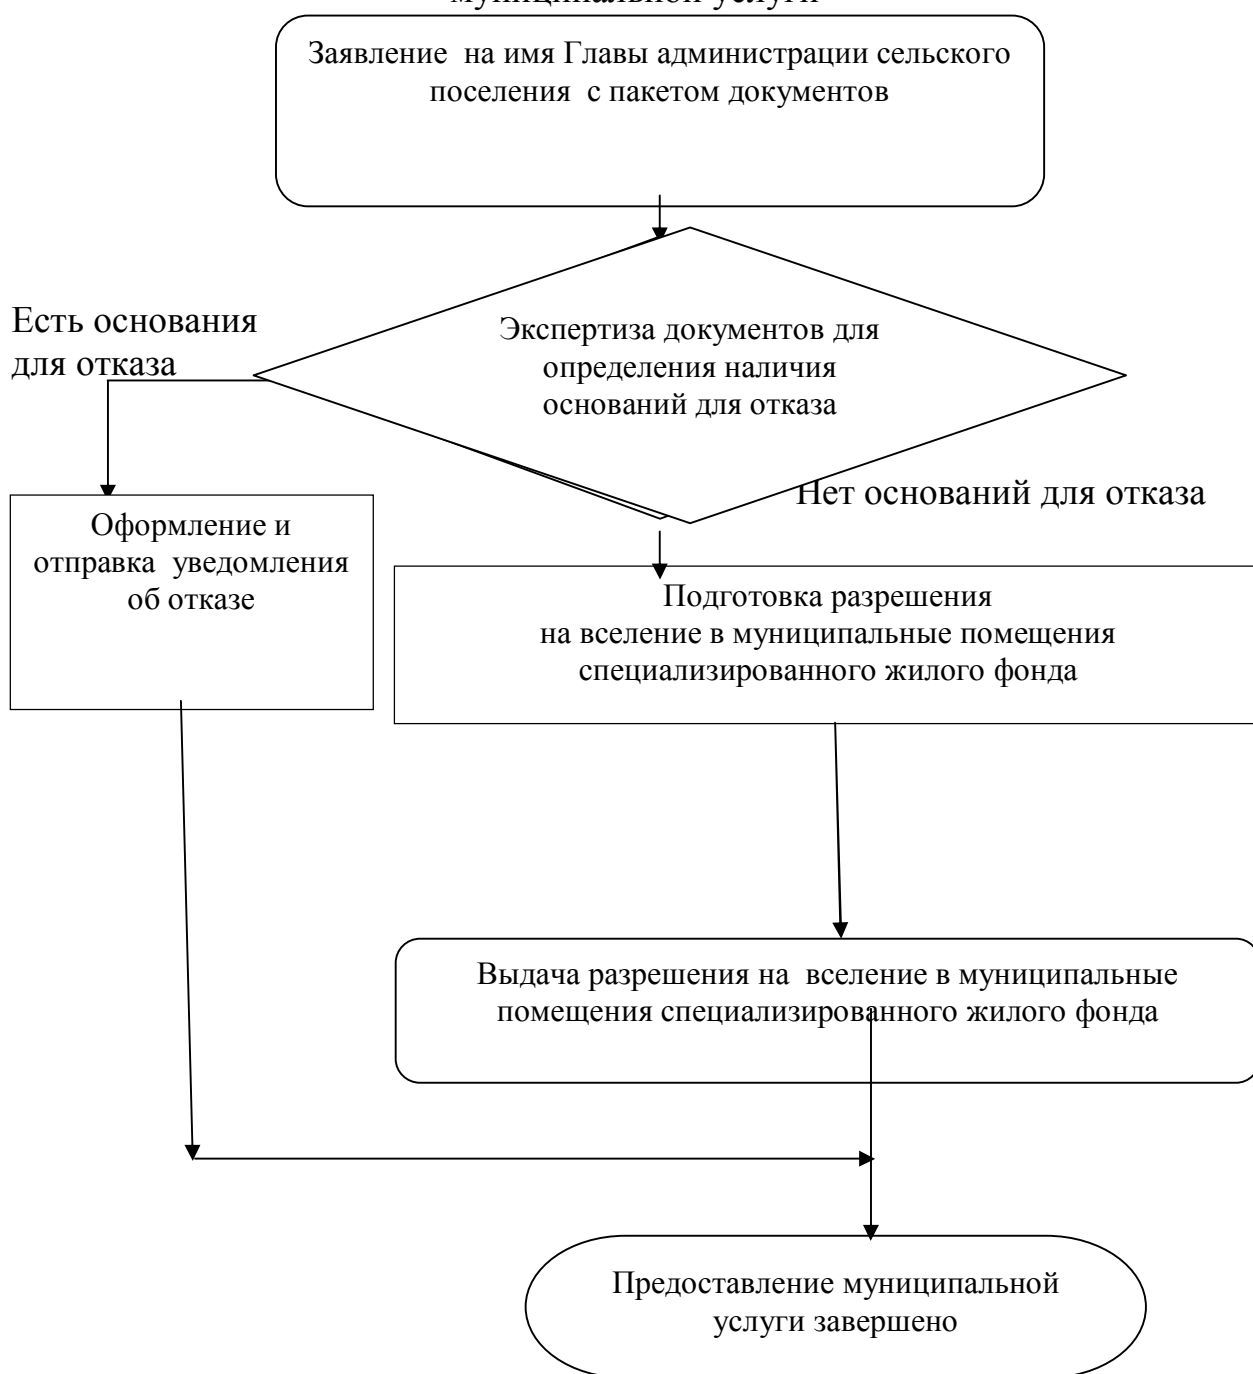 муниципальной услуги
Заявление  на имя Главы администрации сельского
поселения  с пакетом документов
Есть основания
для отказа
Экспертиза документов для
определения наличия
оснований для отказа
Нет оснований для отказа
Оформление и
отправка  уведомления
об отказе
Подготовка разрешения
на вселение в муниципальные помещения
специализированного жилого фонда
Выдача разрешения на  вселение в муниципальные
помещения специализированного жилого фонда
Предоставление муниципальной
услуги завершено